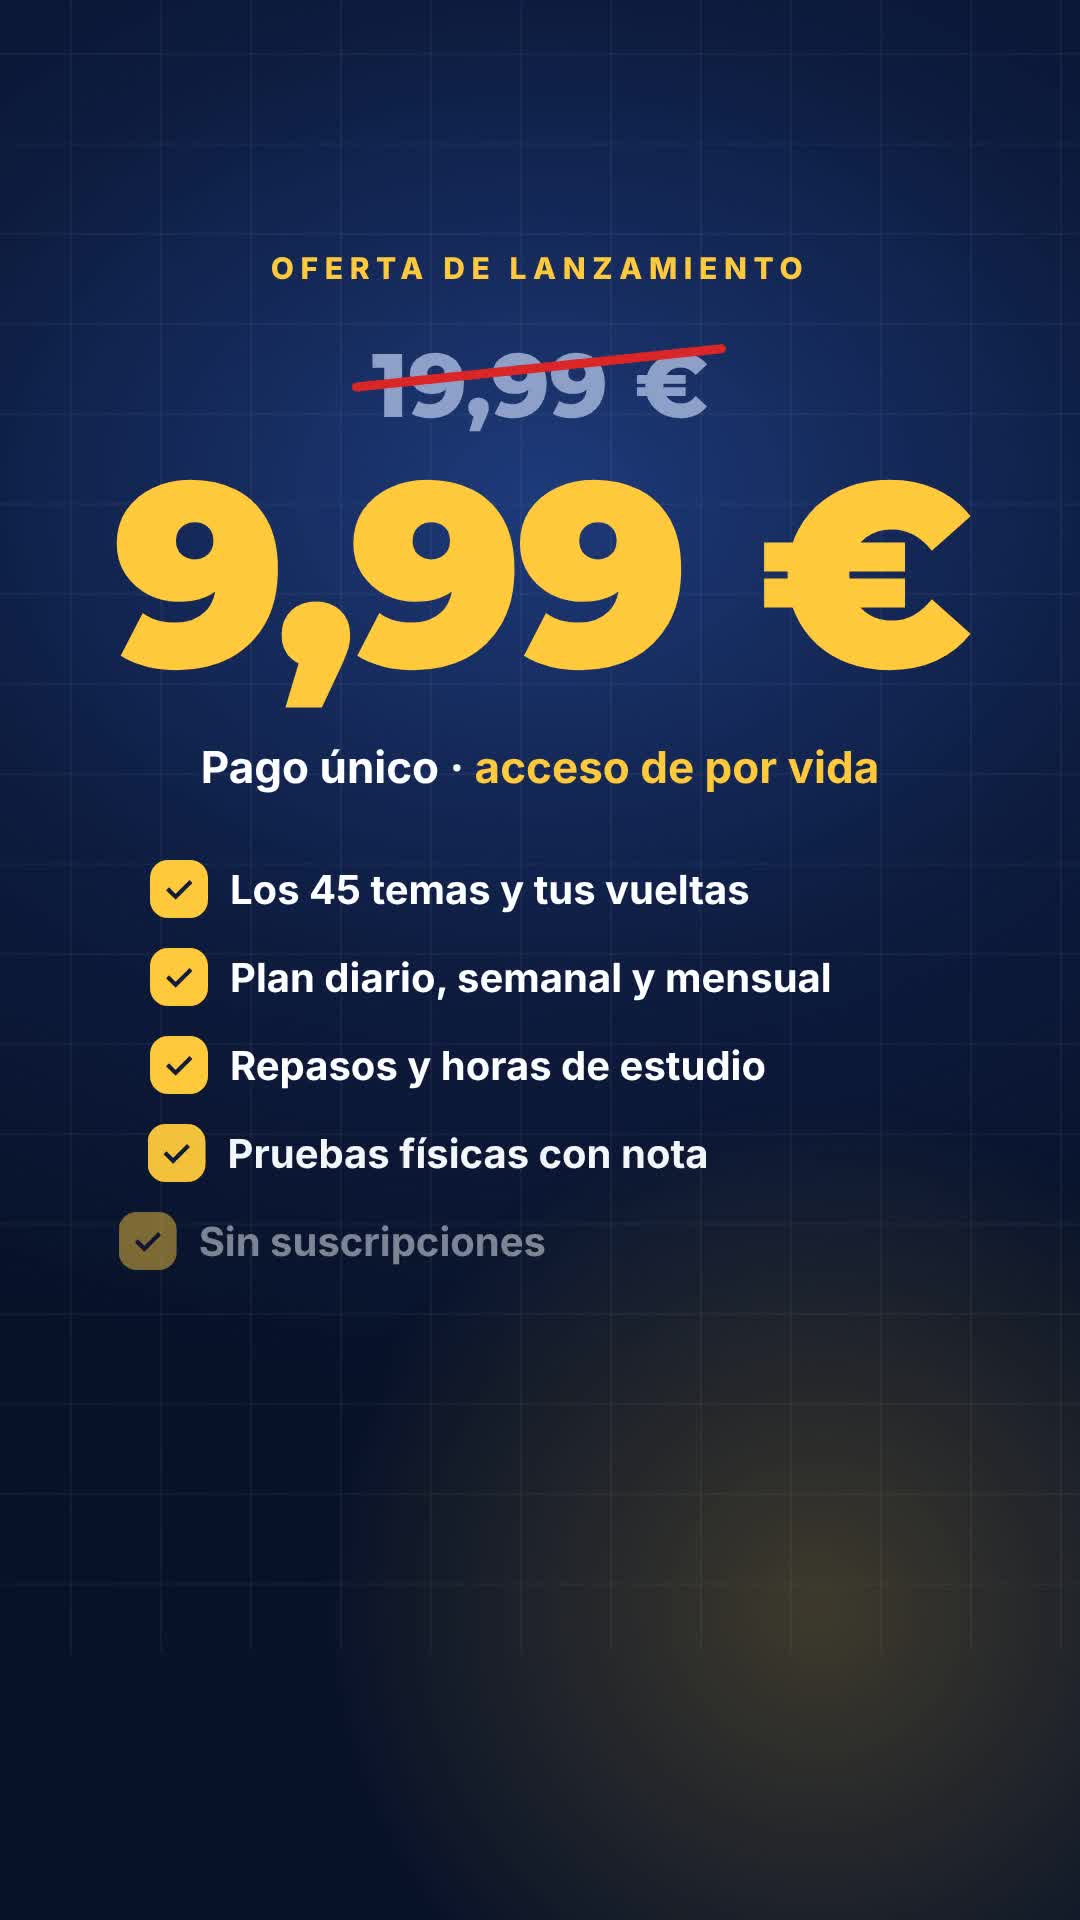 OFERTA DE LANZAMIENTO
19,99 €
9,99 €
Pago único · acceso de por vida
Los 45 temas y tus vueltas
Plan diario, semanal y mensual
Repasos y horas de estudio
Pruebas físicas con nota
Sin suscripciones